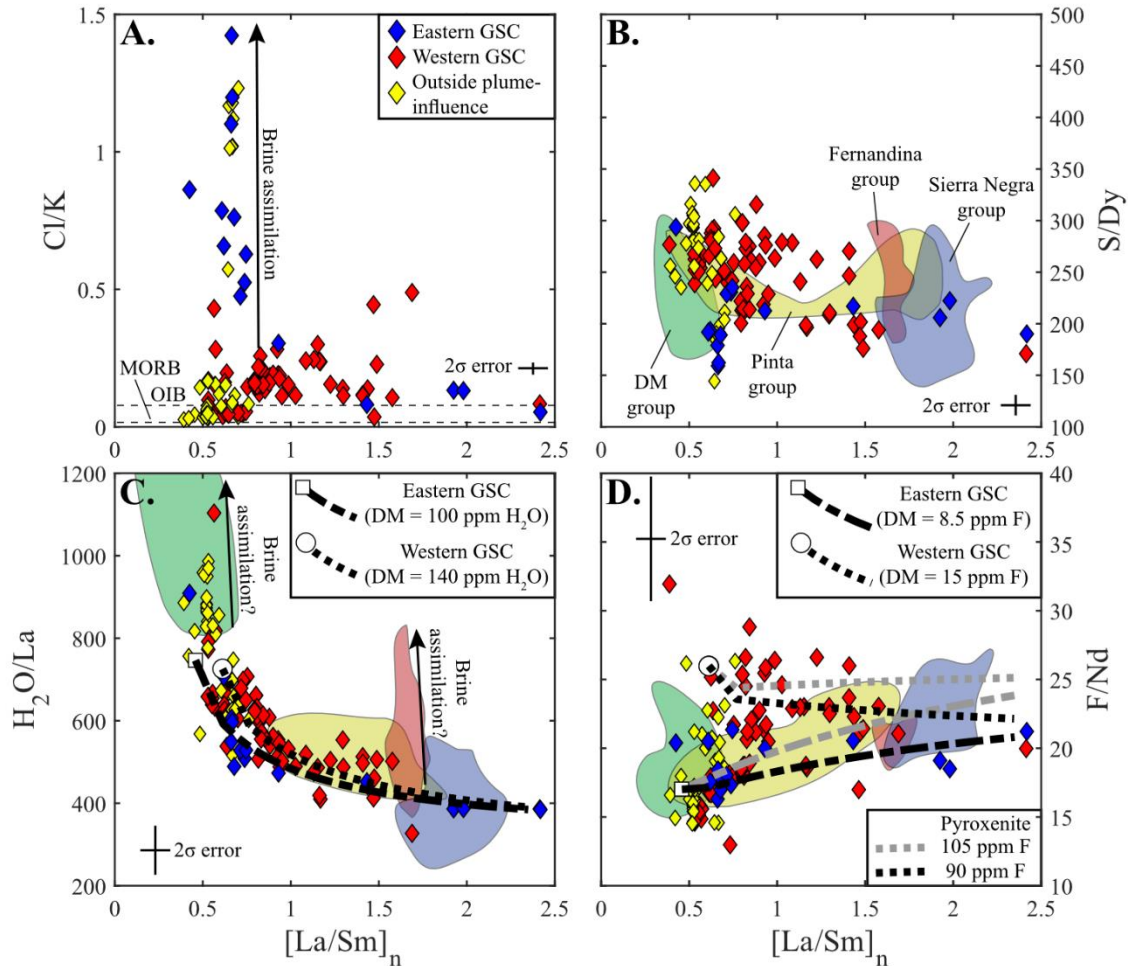 A.
1.5
1
0.5
0
Cl/K
Eastern GSC
Western GSC
Outside plume-
influence
Brine assimilation
MORB
OIB
2σ error
0 0.5 1 1.5 2 2.5
B.
500
450
400
350
300
250
200
150
100
S/Dy
Fernandina
group
Sierra Negra
group
DM
group
Pinta
group
2σ error
0 0.5 1 1.5 2 2.5
C.
1200
1000
800
600
400
200
H₂O/La
Eastern GSC
(DM = 100 ppm H₂O)
Western GSC
(DM = 140 ppm H₂O)
Brine
assimilation?
Brine
assimilation?
2σ error
0 0.5 1 1.5 2 2.5
[La/Sm]ₙ
D.
40
35
30
25
20
15
10
F/Nd
2σ error
Eastern GSC
(DM = 8.5 ppm F)
Western GSC
(DM = 15 ppm F)
Pyroxenite
105 ppm F
90 ppm F
0 0.5 1 1.5 2 2.5
[La/Sm]ₙ